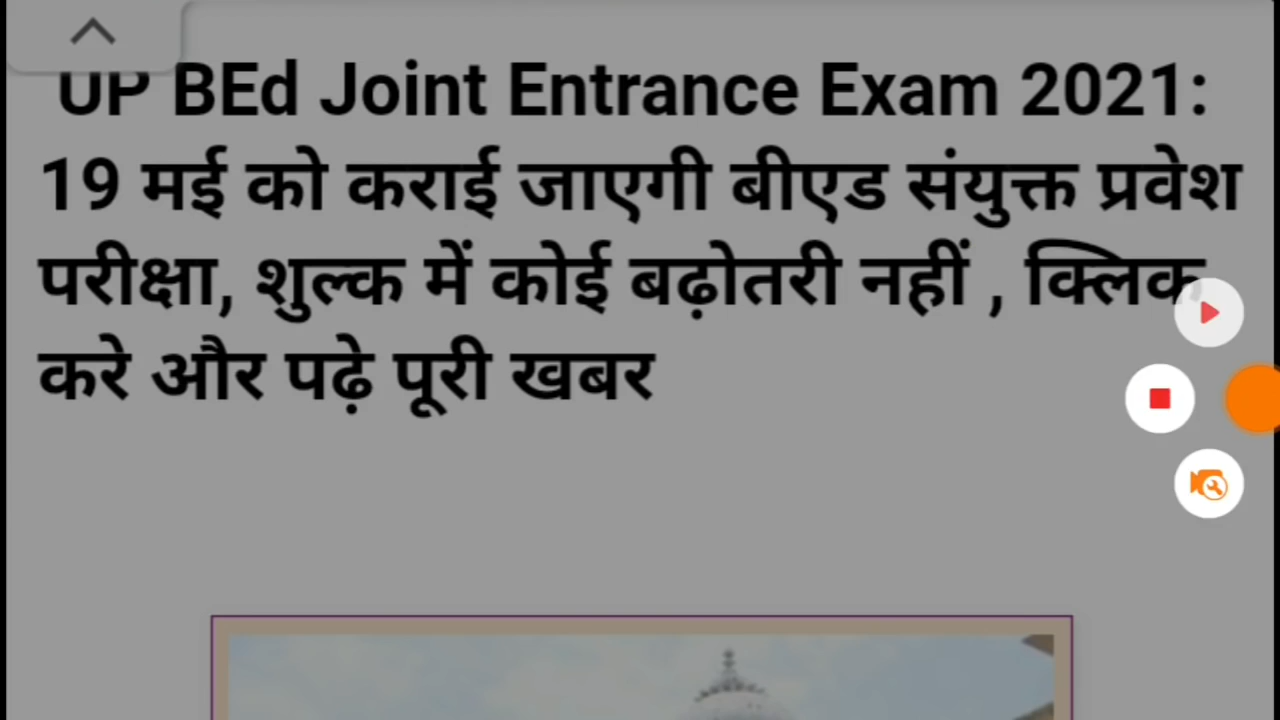 UP BEd Joint Entrance Exam 2021:
19 मई को कराई जाएगी बीएड संयुक्त प्रवेश
परीक्षा, शुल्क में कोई बढ़ोतरी नहीं , क्लिक
करे और पढ़े पूरी खबर